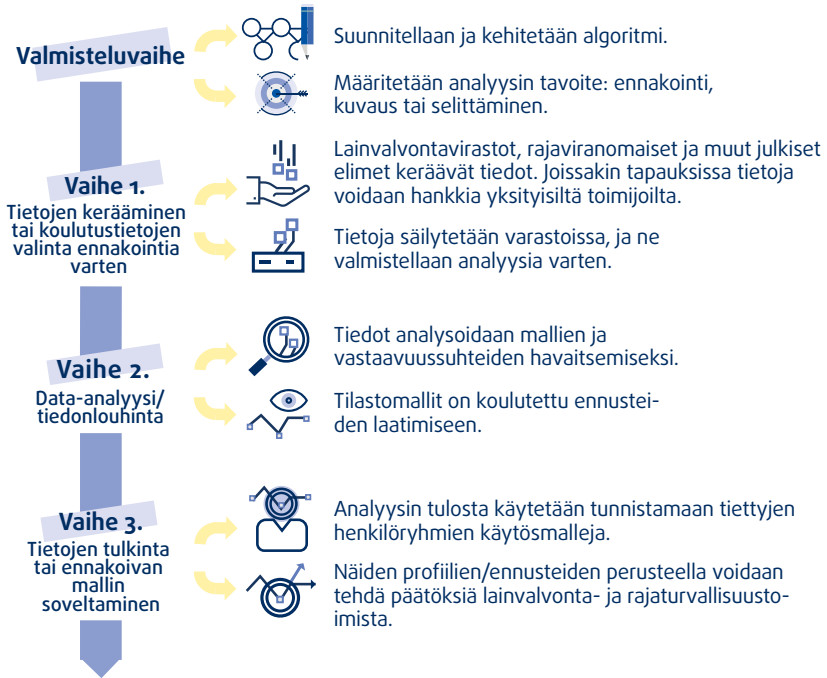 Valmisteluvaihe
Suunnitellaan ja kehitetään algoritmi.
Määritetään analyysin tavoite: ennakointi,
kuvaus tai selittäminen.
Vaihe 1.
Tietojen kerääminen
tai koulutustietojen
valinta ennakointia
varten
Lainvalvontavirastot, rajaviranomaiset ja muut julkiset
elimet keräävät tiedot. Joissakin tapauksissa tietoja
voidaan hankkia yksityisiltä toimijoilta.
Tietoja säilytetään varastoissa, ja ne
valmistellaan analyysia varten.
Vaihe 2.
Data-analyysi/
tiedonlouhinta
Tiedot analysoidaan mallien ja
vastaavuussuhteiden havaitsemiseksi.
Tilastomallit on koulutettu ennustei-
den laatimiseen.
Vaihe 3.
Tietojen tulkinta
tai ennakoivan
mallin
soveltaminen
Analyysin tulosta käytetään tunnistamaan tiettyjen
henkilöryhmien käytösmalleja.
Näiden profiilien/ennusteiden perusteella voidaan
tehdä päätöksiä lainvalvonta- ja rajaturvallisuusto-
imista.